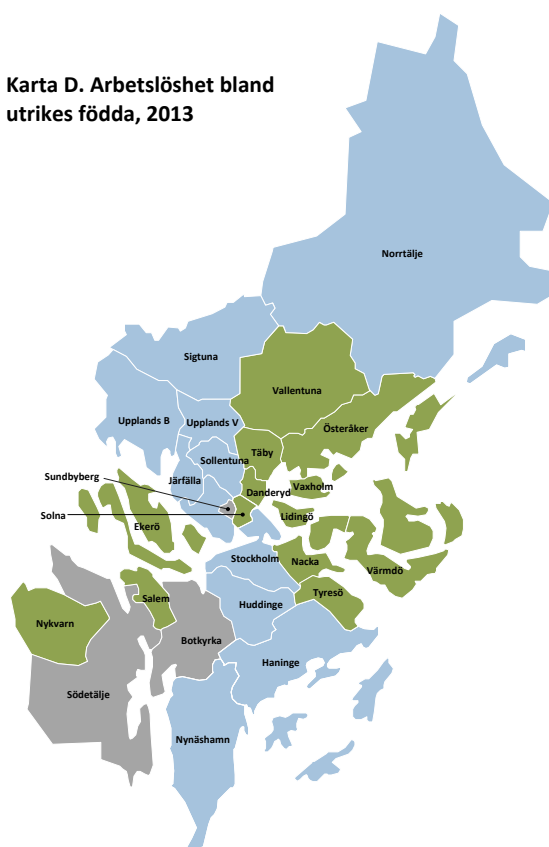 Karta D. Arbetslöshet bland
utrikes födda, 2013
Norrtälje
Sigtuna
Vallentuna
Upplands B
Upplands V
Österåker
Täby
Sollentuna
Sundbyberg
Järfälla
Danderyd
Vaxholm
Solna
Lidingö
Ekerö
Stockholm
Nacka
Värmdö
Tyresö
Salem
Huddinge
Nykvarn
Botkyrka
Haninge
Södetälje
Nynäshamn